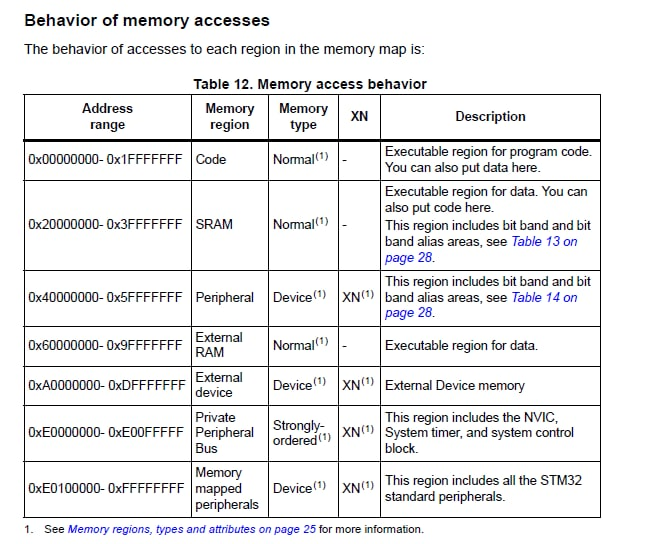 Behavior of memory accesses
The behavior of accesses to each region in the memory map is:
Table 12. Memory access behavior
Address
range
Memory
region
Memory
type
XN
Description
0x00000000- 0x1FFFFFFF
Code
Normal(1)
-
Executable region for program code.
You can also put data here.
0x20000000- 0x3FFFFFFF
SRAM
Normal(1)
-
Executable region for data. You can
also put code here.
This region includes bit band and bit
band alias areas, see Table 13 on
page 28.
0x40000000- 0x5FFFFFFF
Peripheral
Device(1)
XN(1)
This region includes bit band and bit
band alias areas, see Table 14 on
page 28.
0x60000000- 0x9FFFFFFF
External
RAM
Normal(1)
-
Executable region for data.
0xA0000000- 0xDFFFFFFF
External
device
Device(1)
XN(1)
External Device memory
0xE0000000- 0xE00FFFFF
Private
Peripheral
Bus
Strongly-
ordered(1)
XN(1)
This region includes the NVIC,
System timer, and system control
block.
0xE0100000- 0xFFFFFFFF
Memory
mapped
peripherals
Device(1)
XN(1)
This region includes all the STM32
standard peripherals.
1. See Memory regions, types and attributes on page 25 for more information.